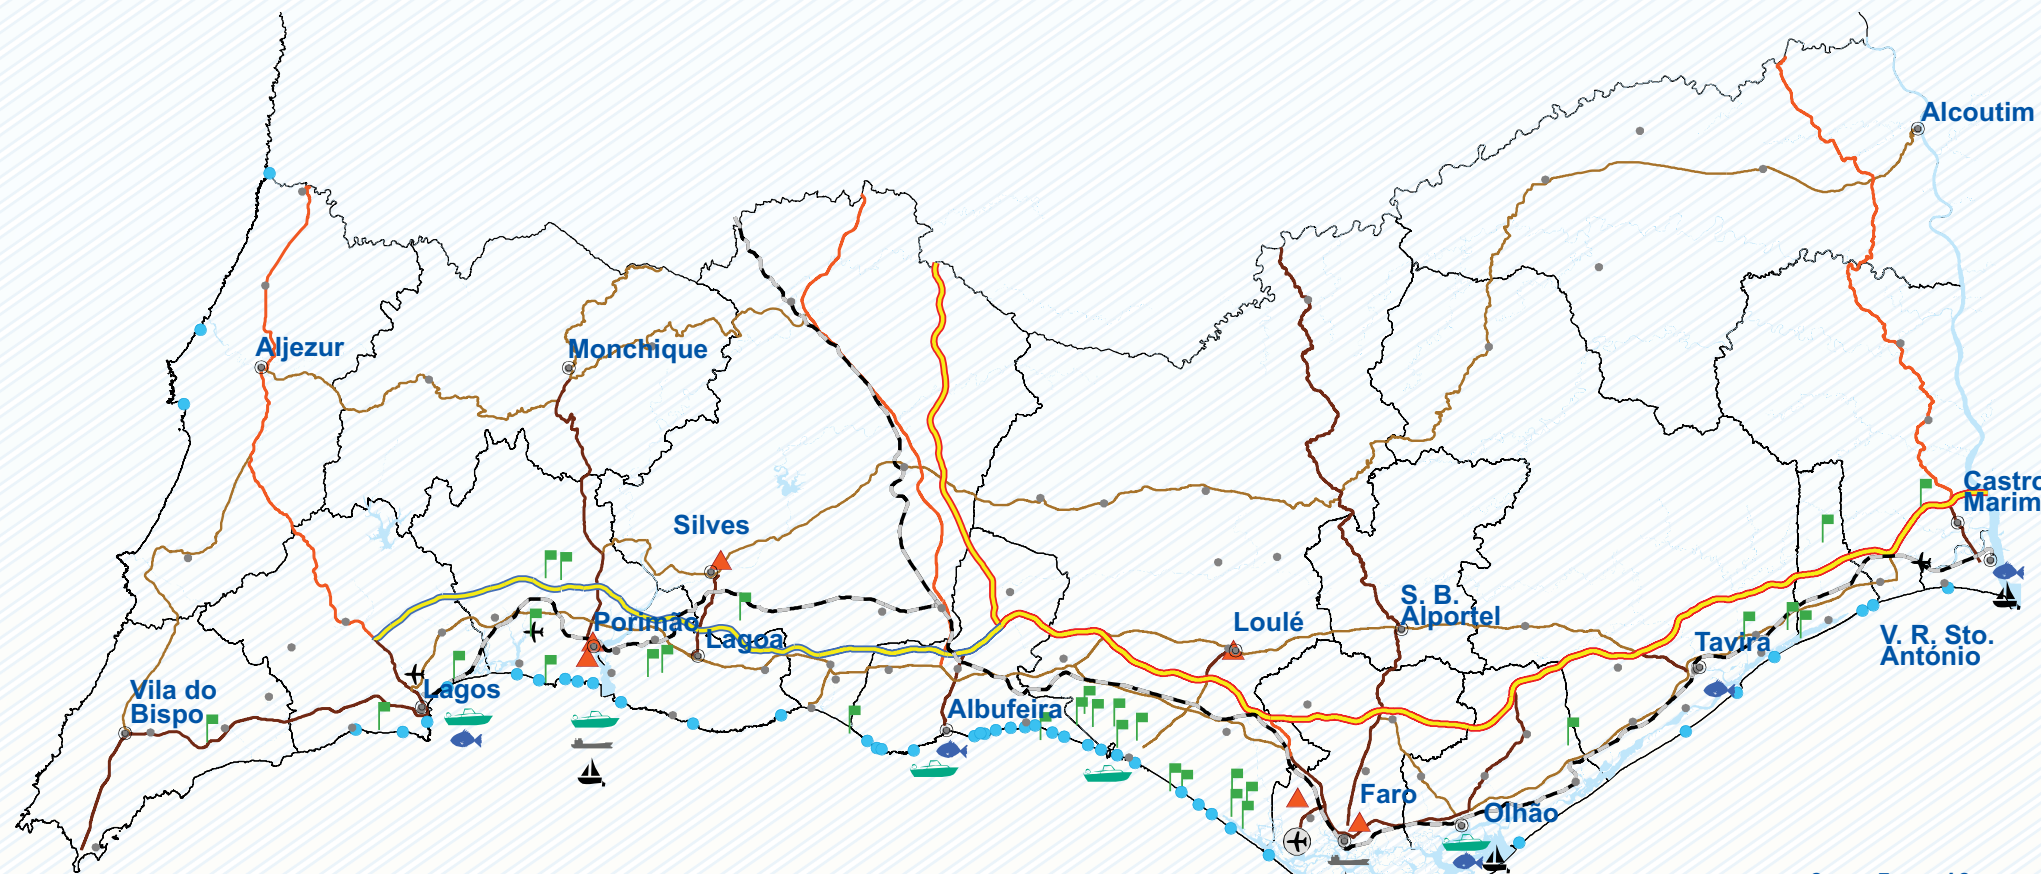 Alcoutim
Aljezur
Monchique
Castro
Marim
Silves
S. B.
Alportel
Loulé
Porimão
Lagoa
V. R. Sto.
António
Tavira
Vila do
Bispo
Lagos
Albufeira
Faro
Olhão